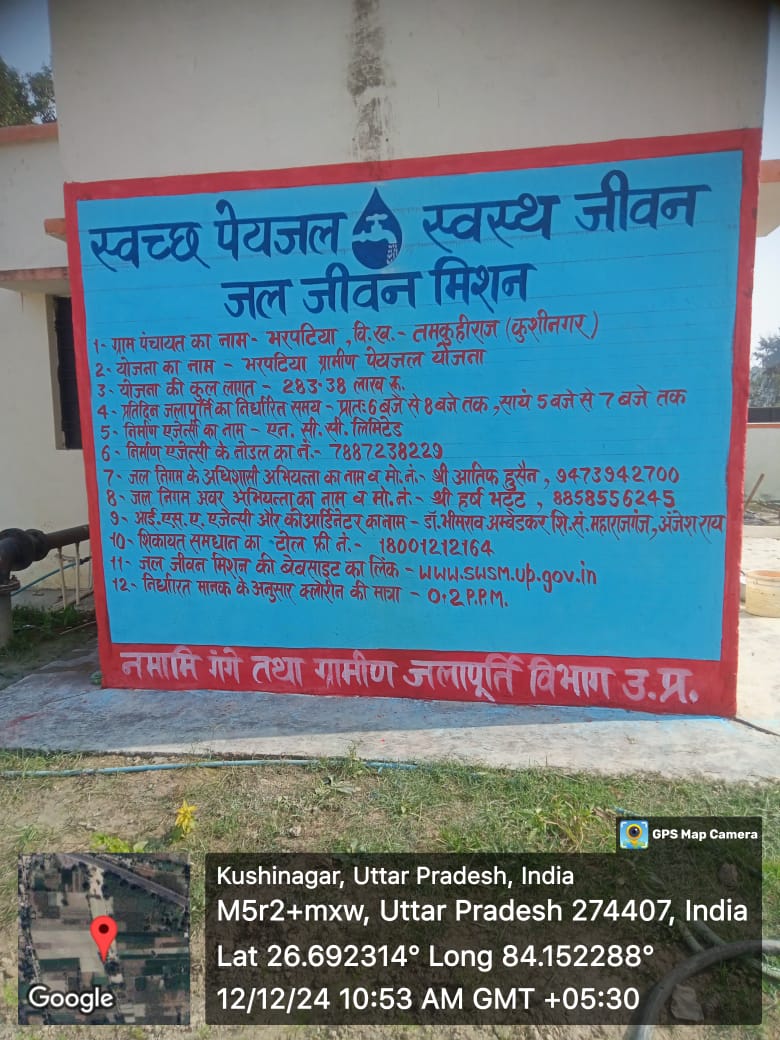 स्वच्छ पेयजल स्वस्थ जीवन
जल जीवन मिशन
1- ग्राम पंचायत का नाम - भरपटिया , वि.ख.- तमकुहीराज (कुशीनगर)
2- योजना का नाम - भरपटिया ग्रामीण पेयजल योजना
3- योजना की कूल लागत - 283.38 लाख रू.
4- प्रतिदिन जलापूर्ति का निर्धारित समय - प्रातः 6 बजे से 8 बजे तक , सायं 5 बजे से 7 बजे तक
5- निर्माण एजेन्सी का नाम - एन. सी. सी. लिमिटेड
6- निर्माण एजेन्सी के नोडल का नं.- 7887238229
7- जल निगम के अधिशासी अभियन्ता का नाम व मो.नं.- श्री आतिफ हुसैन , 9473942700
8- जल निगम अवर अभियन्ता का नाम व मो.नं.- श्री हर्ष भटेट , 8858556245
9- आई.एस.ए. एजेन्सी और कोआर्डिनेटर का नाम - डॉ.भीमराव अम्बेडकर शि.सं.महाराजगंज, अंजेश राय
10- शिकायत समधान का टोल फ्री नं.- 18001212164
11- जल जीवन मिशन की बेबसाइट का लिंक - www.swsm.up.gov.in
12- निर्धारित मानक के अनुसार क्लोरीन की मात्रा - 0.2 P.P.M.
नमामि गंगे तथा ग्रामीण जलापूर्ति विभाग उ.प्र.
GPS Map Camera
Kushinagar, Uttar Pradesh, India
M5r2+mxw, Uttar Pradesh 274407, India
Lat 26.692314° Long 84.152288°
12/12/24 10:53 AM GMT +05:30
Google